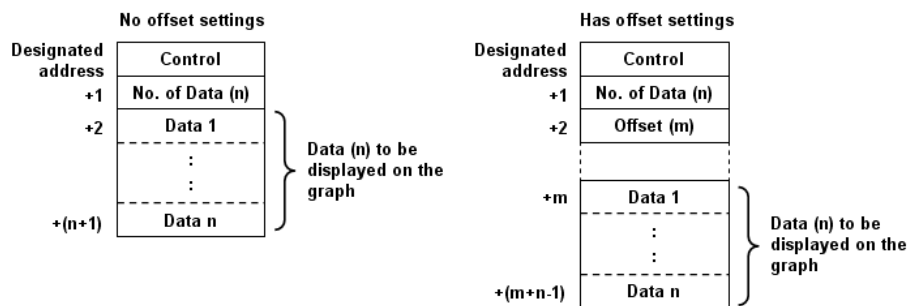 No offset settings
Designated address
Control
+1
No. of Data (n)
+2
Data 1
:
:
+(n+1)
Data n
Data (n) to be
displayed on the
graph
Has offset settings
Designated address
Control
+1
No. of Data (n)
+2
Offset (m)
+m
Data 1
:
:
+(m+n-1)
Data n
Data (n) to be
displayed on the
graph